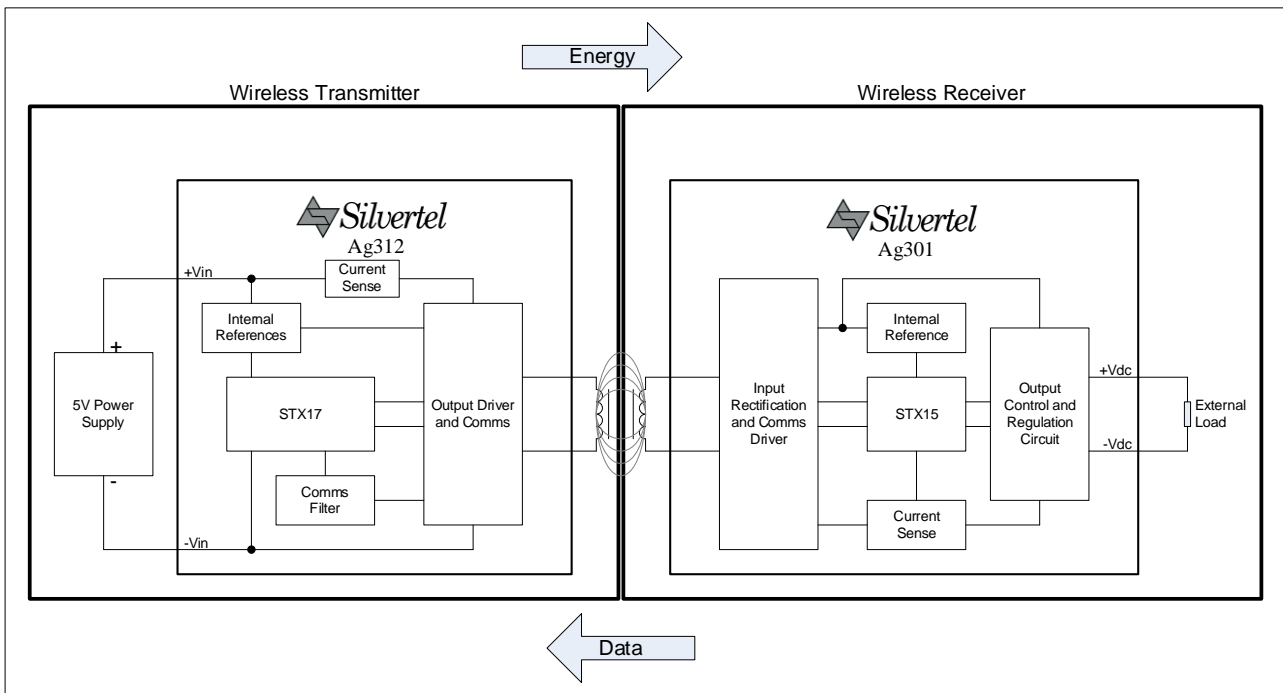 Energy
Wireless Transmitter
Wireless Receiver
Silvertel
Ag312
+Vin
Current
Sense
Internal
References
+
5V Power
Supply
-
STX17
Output Driver
and Comms
Comms
Filter
-Vin
Silvertel
Ag301
Input
Rectification
and Comms
Driver
Internal
Reference
STX15
Current
Sense
Output
Control and
Regulation
Circuit
+Vdc
-Vdc
External
Load
Data